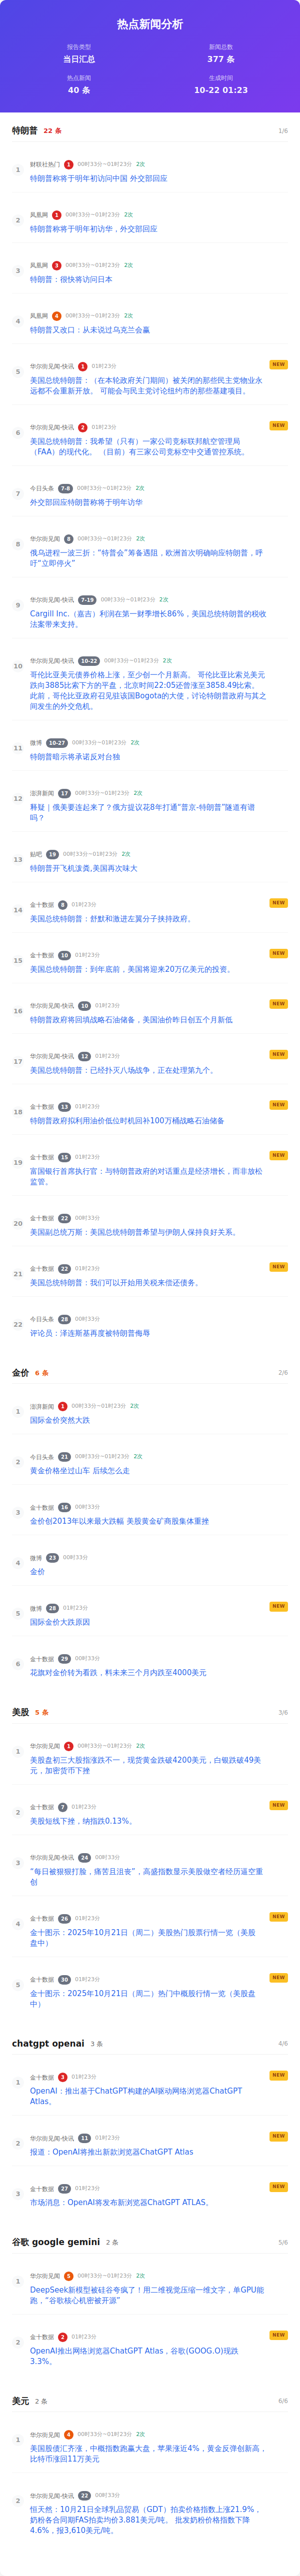 热点新闻分析
报告类型
当日汇总
新闻总数
377 条
热点新闻
40 条
生成时间
10-22 01:23
特朗普 22 条 1/6
1 财联社热门 1 00时33分~01时23分 2次
特朗普称将于明年初访问中国 外交部回应
2 凤凰网 1 00时33分~01时23分 2次
特朗普称将于明年初访华，外交部回应
3 凤凰网 3 00时33分~01时23分 2次
特朗普：很快将访问日本
4 凤凰网 4 00时33分~01时23分 2次
特朗普又改口：从未说过乌克兰会赢
5 华尔街见闻-快讯 1 01时23分 NEW
美国总统特朗普：（在本轮政府关门期间）被关闭的那些民主党物业永
远都不会重新开放。 可能会与民主党讨论纽约市的那些基建项目。
6 华尔街见闻-快讯 2 01时23分 NEW
美国总统特朗普：我希望（只有）一家公司竞标联邦航空管理局
（FAA）的现代化。 （目前）有三家公司竞标空中交通管控系统。
7 今日头条 7-8 00时33分~01时23分 2次
外交部回应特朗普称将于明年访华
8 华尔街见闻 8 00时33分~01时23分 2次
俄乌进程一波三折：“特普会”筹备遇阻，欧洲首次明确响应特朗普，呼
吁“立即停火”
9 华尔街见闻-快讯 7-19 00时33分~01时23分 2次
Cargill Inc.（嘉吉）利润在第一财季增长86%，美国总统特朗普的税收
法案带来支持。
10 华尔街见闻-快讯 10-22 00时33分~01时23分 2次
哥伦比亚美元债券价格上涨，至少创一个月新高。 哥伦比亚比索兑美元
跌向3885比索下方的平盘，北京时间22:05还曾涨至3858.49比索。
此前，哥伦比亚政府召见驻该国Bogota的大使，讨论特朗普政府与其之
间发生的外交危机。
11 微博 10-27 00时33分~01时23分 2次
特朗普暗示将承诺反对台独
12 澎湃新闻 17 00时33分~01时23分 2次
释疑｜俄美要连起来了？俄方提议花8年打通“普京-特朗普”隧道有谱
吗？
13 贴吧 19 00时33分~01时23分 2次
特朗普开飞机泼粪,美国再次味大
14 金十数据 8 01时23分 NEW
美国总统特朗普：舒默和激进左翼分子挟持政府。
15 金十数据 10 01时23分 NEW
美国总统特朗普：到年底前，美国将迎来20万亿美元的投资。
16 华尔街见闻-快讯 10 01时23分 NEW
特朗普政府将回填战略石油储备，美国油价昨日创五个月新低
17 华尔街见闻-快讯 12 01时23分 NEW
美国总统特朗普：已经扑灭八场战争，正在处理第九个。
18 金十数据 13 01时23分 NEW
特朗普政府拟利用油价低位时机回补100万桶战略石油储备
19 金十数据 15 01时23分 NEW
富国银行首席执行官：与特朗普政府的对话重点是经济增长，而非放松
监管。
20 金十数据 22 00时33分
美国副总统万斯：美国总统特朗普希望与伊朗人保持良好关系。
21 金十数据 22 01时23分 NEW
美国总统特朗普：我们可以开始用关税来偿还债务。
22 今日头条 28 00时33分
评论员：泽连斯基再度被特朗普侮辱
金价 6 条 2/6
1 澎湃新闻 1 00时33分~01时23分 2次
国际金价突然大跌
2 今日头条 21 00时33分~01时23分 2次
黄金价格坐过山车 后续怎么走
3 金十数据 16 00时33分
金价创2013年以来最大跌幅 美股黄金矿商股集体重挫
4 微博 23 00时33分
金价
5 微博 28 01时23分 NEW
国际金价大跌原因
6 金十数据 29 00时33分
花旗对金价转为看跌，料未来三个月内跌至4000美元
美股 5 条 3/6
1 华尔街见闻 1 00时33分~01时23分 2次
美股盘初三大股指涨跌不一，现货黄金跌破4200美元，白银跌破49美
元，加密货币下挫
2 金十数据 7 01时23分 NEW
美股短线下挫，纳指跌0.13%。
3 华尔街见闻-快讯 24 00时33分
“每日被狠狠打脸，痛苦且沮丧”，高盛指数显示美股做空者经历逼空重
创
4 金十数据 26 01时23分 NEW
金十图示：2025年10月21日（周二）美股热门股票行情一览（美股
盘中）
5 金十数据 30 01时23分 NEW
金十图示：2025年10月21日（周二）热门中概股行情一览（美股盘
中）
chatgpt openai 3 条 4/6
1 金十数据 3 01时23分 NEW
OpenAI：推出基于ChatGPT构建的AI驱动网络浏览器ChatGPT
Atlas。
2 华尔街见闻-快讯 11 01时23分 NEW
报道：OpenAI将推出新款浏览器ChatGPT Atlas
3 金十数据 27 01时23分 NEW
市场消息：OpenAI将发布新浏览器ChatGPT ATLAS。
谷歌 google gemini 2 条 5/6
1 华尔街见闻 5 00时33分~01时23分 2次
DeepSeek新模型被硅谷夸疯了！用二维视觉压缩一维文字，单GPU能
跑，“谷歌核心机密被开源”
2 金十数据 2 01时23分 NEW
OpenAI推出网络浏览器ChatGPT Atlas，谷歌(GOOG.O)现跌
3.3%。
美元 2 条 6/6
1 华尔街见闻 4 00时33分~01时23分 2次
美国股债汇齐涨，中概指数跑赢大盘，苹果涨近4%，黄金反弹创新高，
比特币涨回11万美元
2 华尔街见闻-快讯 22 00时33分
恒天然：10月21日全球乳品贸易（GDT）拍卖价格指数上涨21.9%，
奶粉各合同期FAS拍卖均价3.881美元/吨。 批发奶粉价格指数下降
4.6%，报3,610美元/吨。